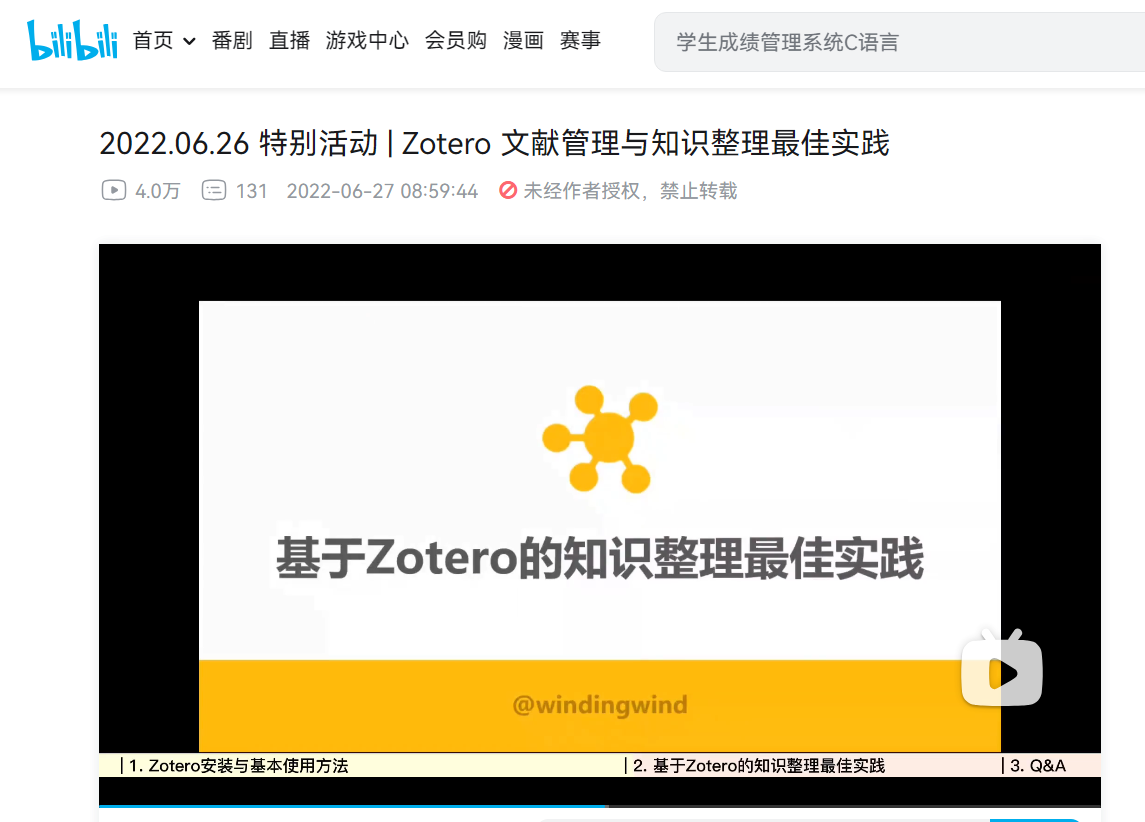 bilibili 首页 番剧 直播 游戏中心 会员购 漫画 赛事 学生成绩管理系统C语言
2022.06.26 特别活动 | Zotero 文献管理与知识整理最佳实践
4.0万 131 2022-06-27 08:59:44 未经作者授权，禁止转载
基于Zotero的知识整理最佳实践
@windingwind
| 1. Zotero安装与基本使用方法 | 2. 基于Zotero的知识整理最佳实践 | 3. Q&A